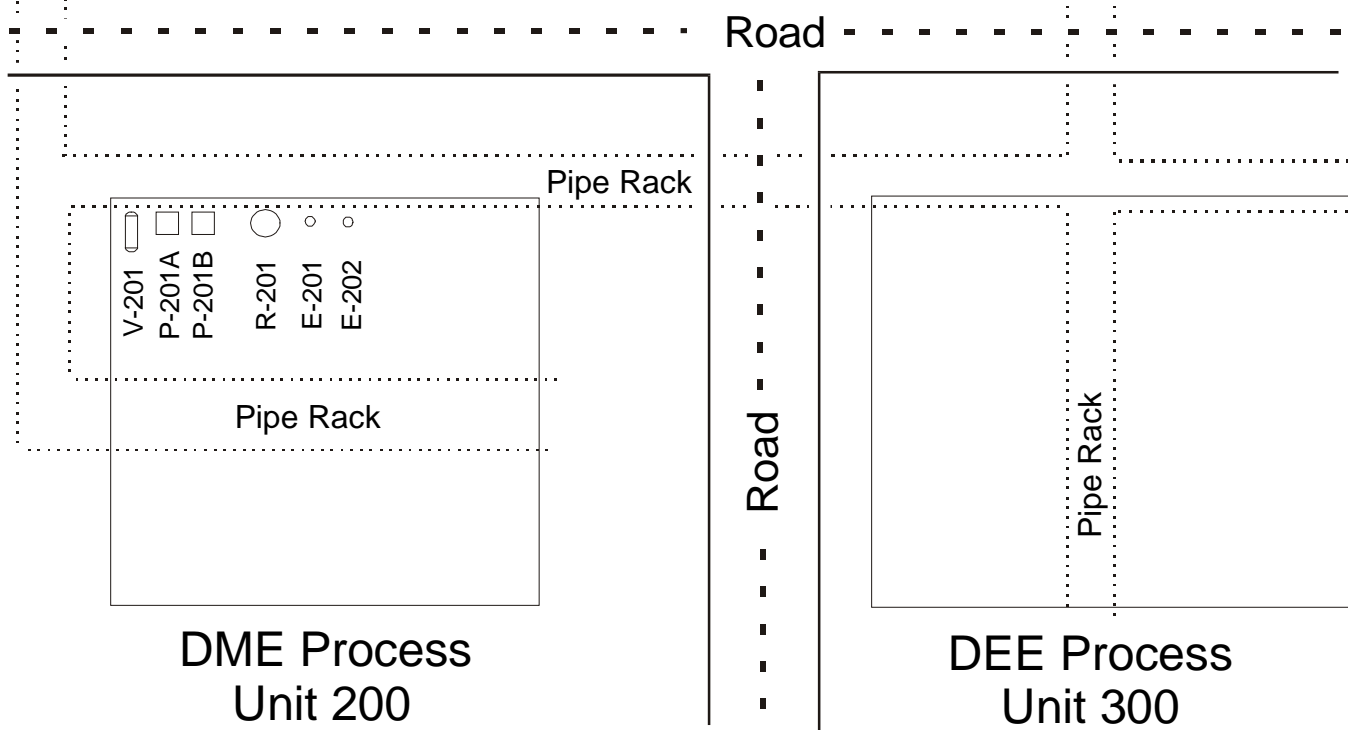 Road
Pipe Rack
V-201
P-201A
P-201B
R-201
E-201
E-202
Pipe Rack
Road
Pipe Rack
DME Process
Unit 200
DEE Process
Unit 300